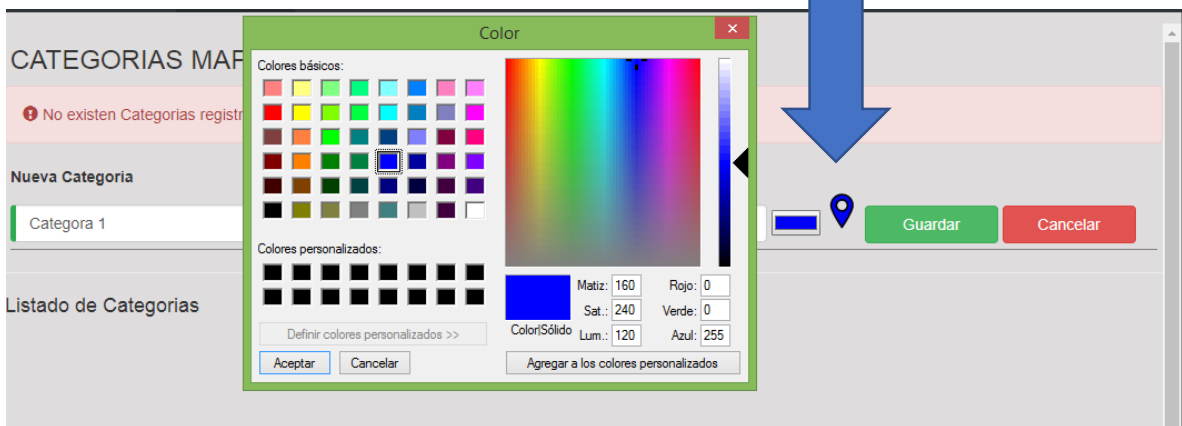 Color
CATEGORIAS MAP
Colores básicos:
No existen Categorias registr
Nueva Categoria
Categora 1
Guardar
Cancelar
Colores personalizados:
Listado de Categorias
Matiz: 160 Rojo: 0
Sat.: 240 Verde: 0
Color|Sólido Lum.: 120 Azul: 255
Definir colores personalizados >>
Aceptar Cancelar Agregar a los colores personalizados